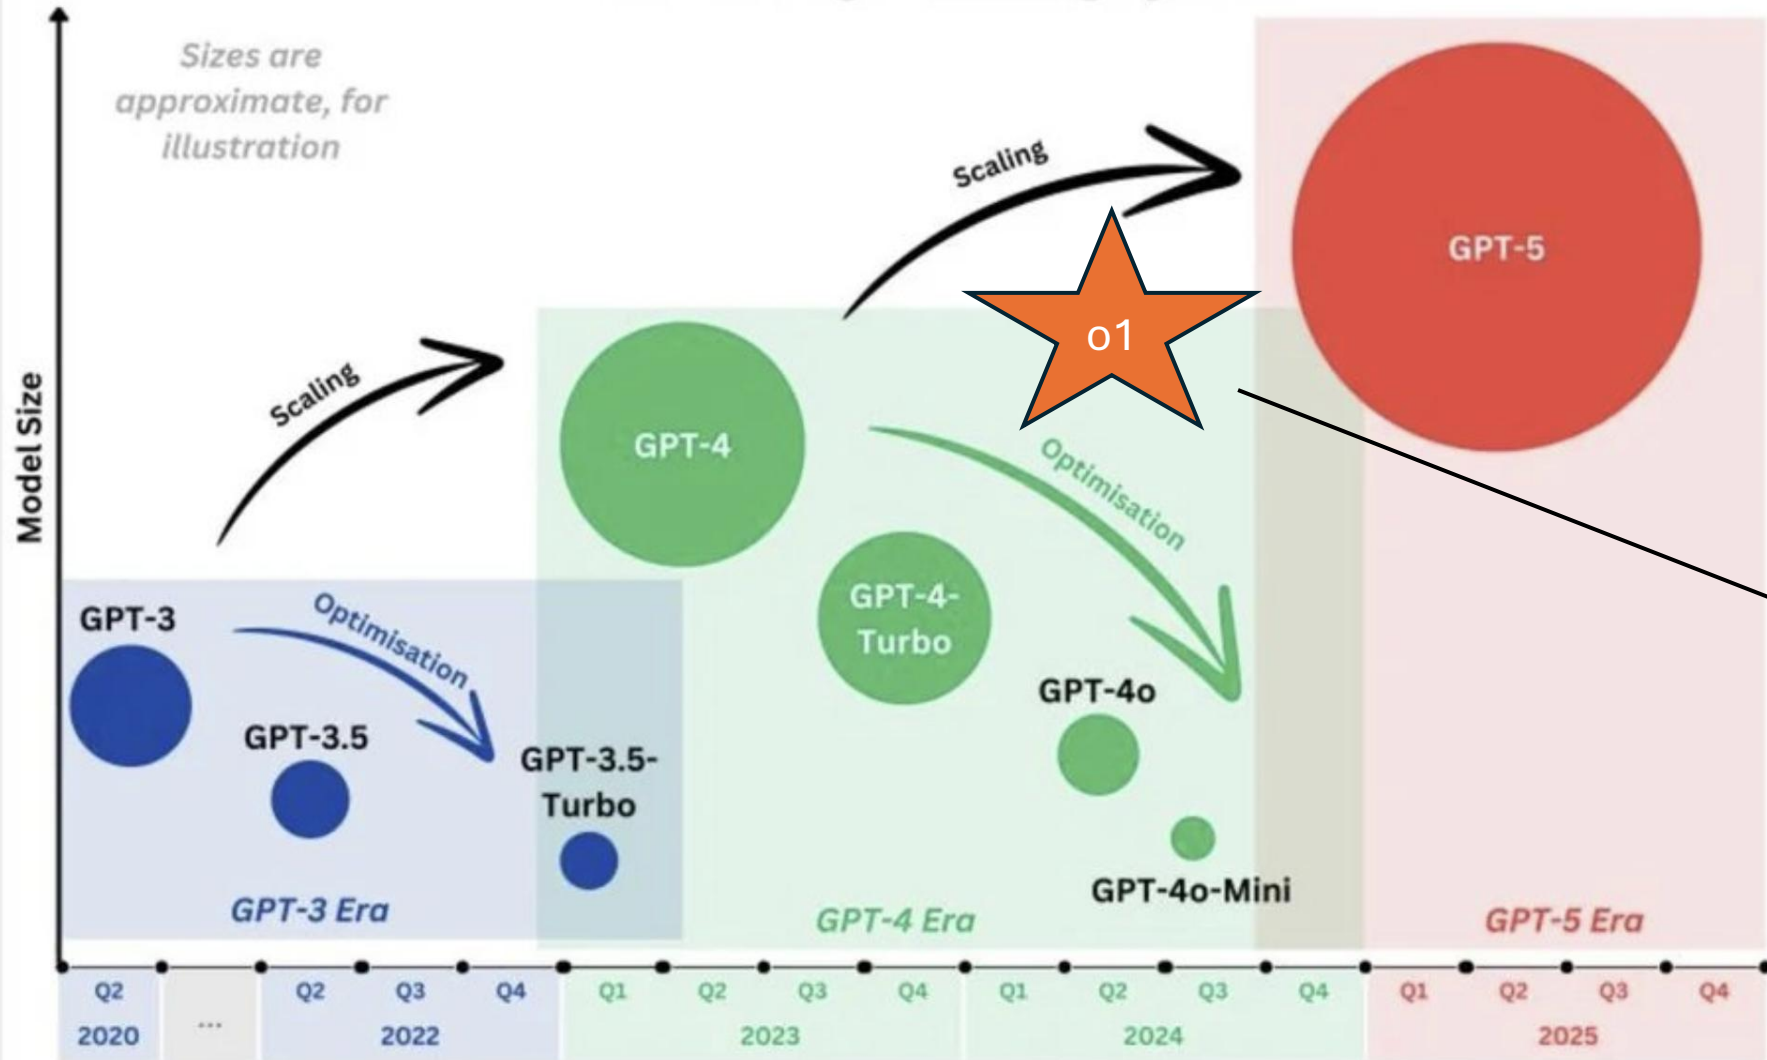 Sizes are
approximate, for
illustration
Scaling
GPT-5
o1
Scaling
Model Size
GPT-4
Optimisation
GPT-4-
Turbo
GPT-3
Optimisation
GPT-4o
GPT-3.5
GPT-3.5-
Turbo
GPT-4o-Mini
GPT-3 Era
GPT-4 Era
GPT-5 Era
Q2 ... Q2 Q3 Q4 Q1 Q2 Q3 Q4 Q1 Q2 Q3 Q4 Q1 Q2 Q3 Q4
2020 2022 2023 2024 2025